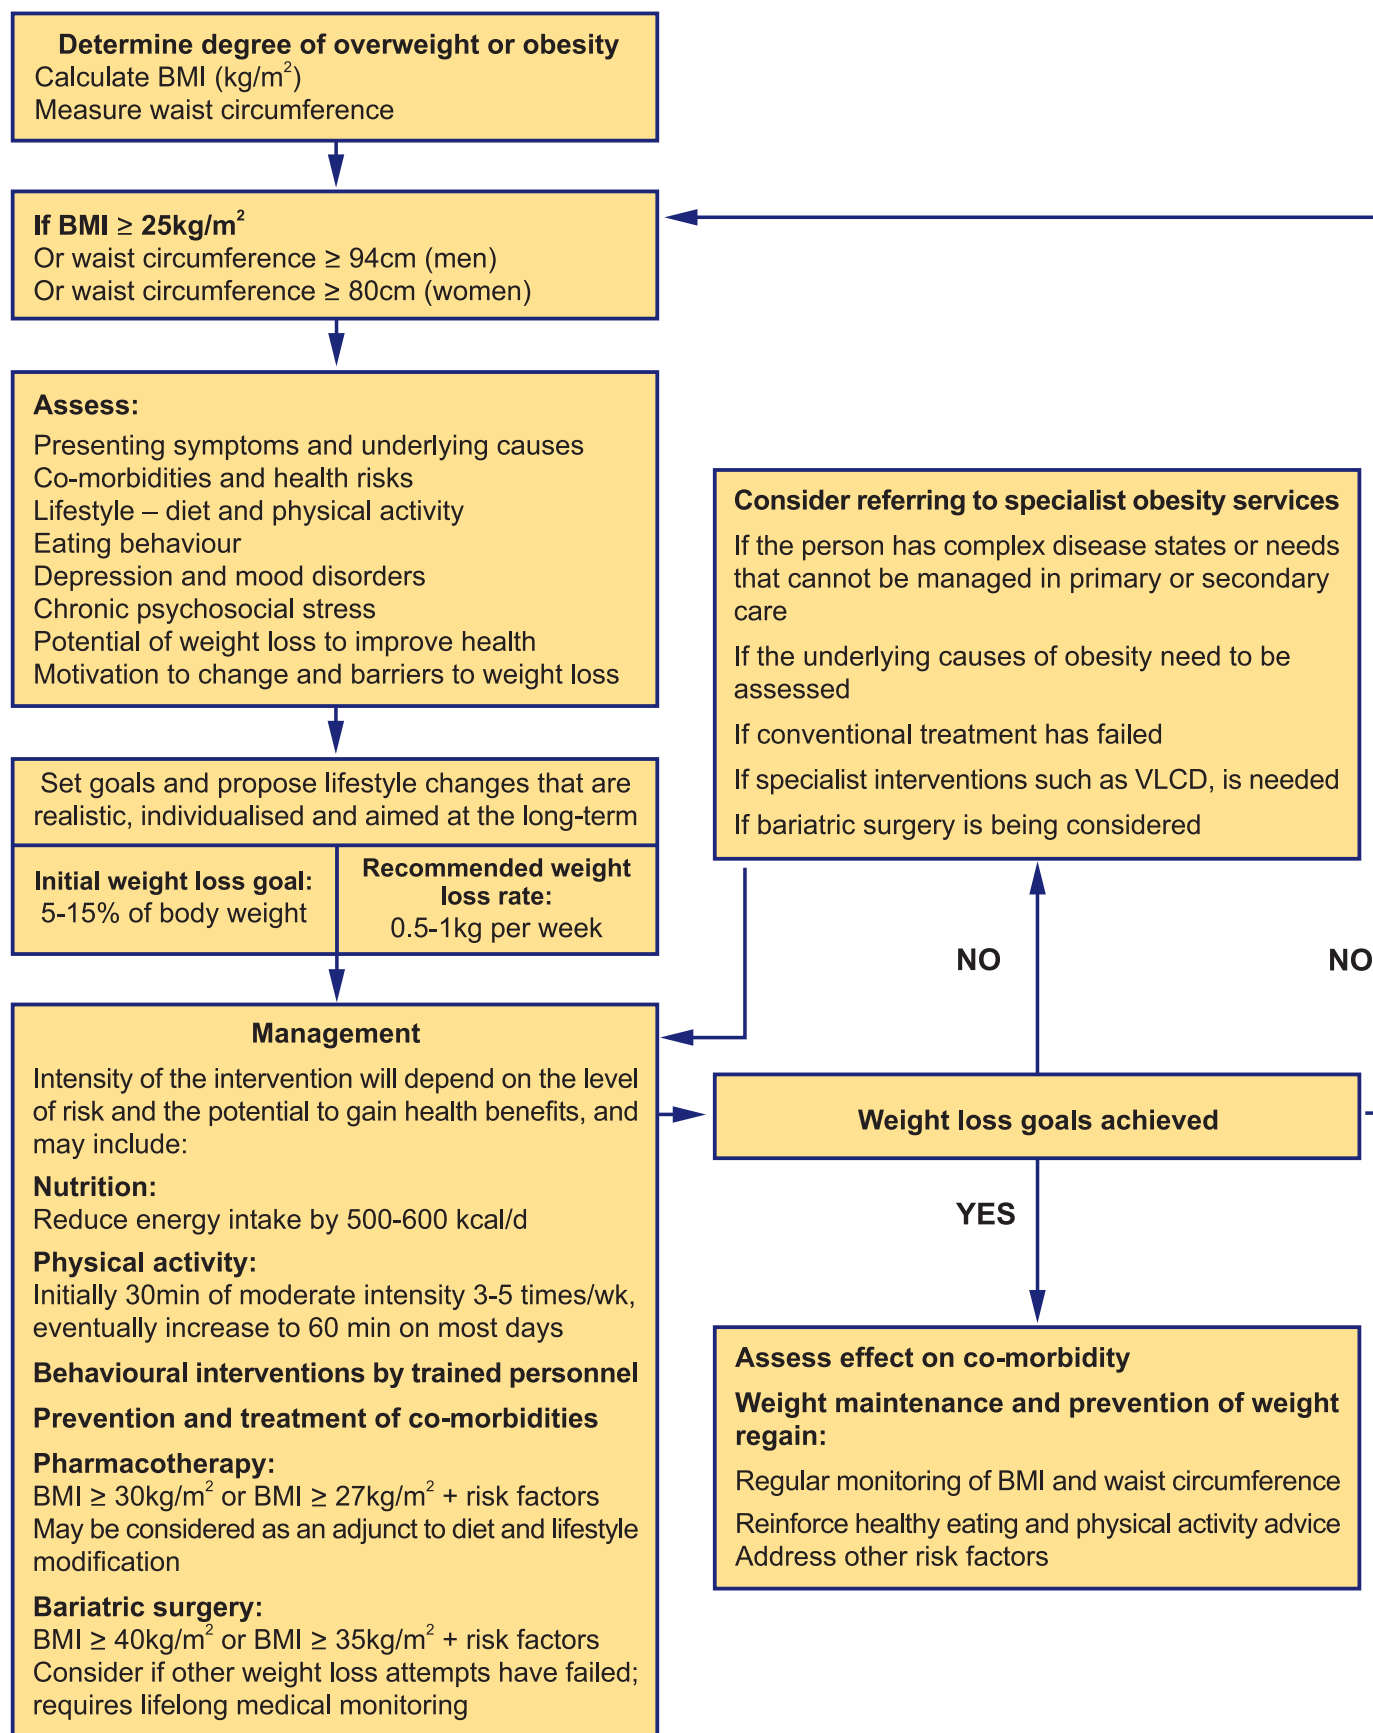 Determine degree of overweight or obesity
Calculate BMI (kg/m²)
Measure waist circumference
If BMI ≥ 25kg/m²
Or waist circumference ≥ 94cm (men)
Or waist circumference ≥ 80cm (women)
Assess:
Presenting symptoms and underlying causes
Co-morbidities and health risks
Lifestyle – diet and physical activity
Eating behaviour
Depression and mood disorders
Chronic psychosocial stress
Potential of weight loss to improve health
Motivation to change and barriers to weight loss
Set goals and propose lifestyle changes that are
realistic, individualised and aimed at the long-term
Initial weight loss goal:
5-15% of body weight
Recommended weight
loss rate:
0.5-1kg per week
Management
Intensity of the intervention will depend on the level
of risk and the potential to gain health benefits, and
may include:
Nutrition:
Reduce energy intake by 500-600 kcal/d
Physical activity:
Initially 30min of moderate intensity 3-5 times/wk,
eventually increase to 60 min on most days
Behavioural interventions by trained personnel
Prevention and treatment of co-morbidities
Pharmacotherapy:
BMI ≥ 30kg/m² or BMI ≥ 27kg/m² + risk factors
May be considered as an adjunct to diet and lifestyle
modification
Bariatric surgery:
BMI ≥ 40kg/m² or BMI ≥ 35kg/m² + risk factors
Consider if other weight loss attempts have failed;
requires lifelong medical monitoring
Consider referring to specialist obesity services
If the person has complex disease states or needs
that cannot be managed in primary or secondary
care
If the underlying causes of obesity need to be
assessed
If conventional treatment has failed
If specialist interventions such as VLCD, is needed
If bariatric surgery is being considered
NO
NO
Weight loss goals achieved
YES
Assess effect on co-morbidity
Weight maintenance and prevention of weight
regain:
Regular monitoring of BMI and waist circumference
Reinforce healthy eating and physical activity advice
Address other risk factors